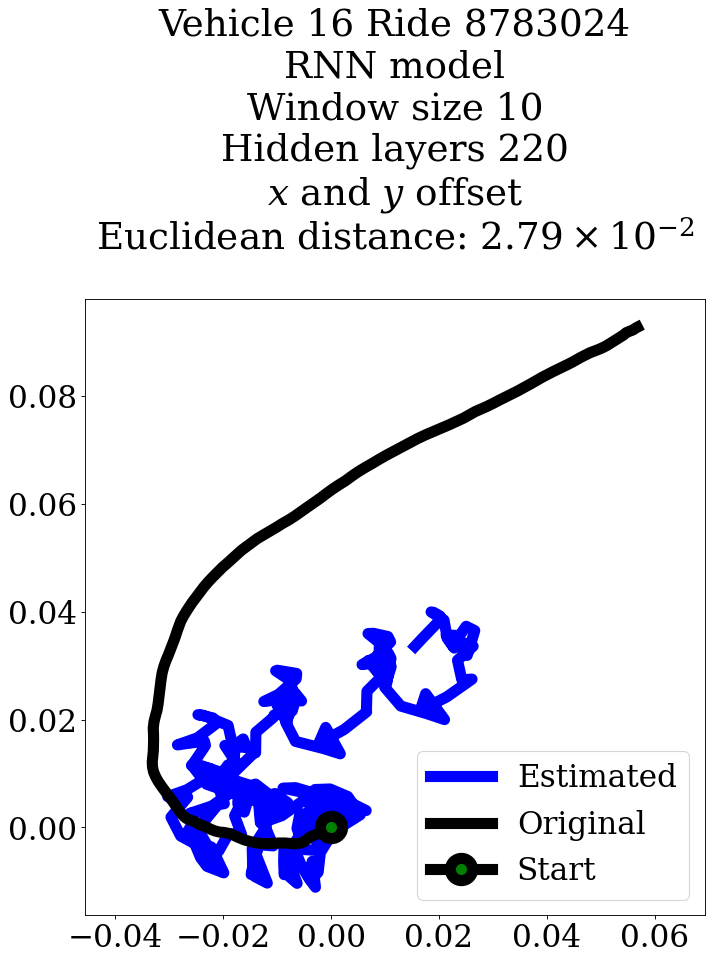 Vehicle 16 Ride 8783024
RNN model
Window size 10
Hidden layers 220
x and y offset
Euclidean distance: 2.79 × 10⁻²
0.08
0.06
0.04
0.02
0.00
Estimated
Original
Start
−0.04 −0.02 0.00 0.02 0.04 0.06